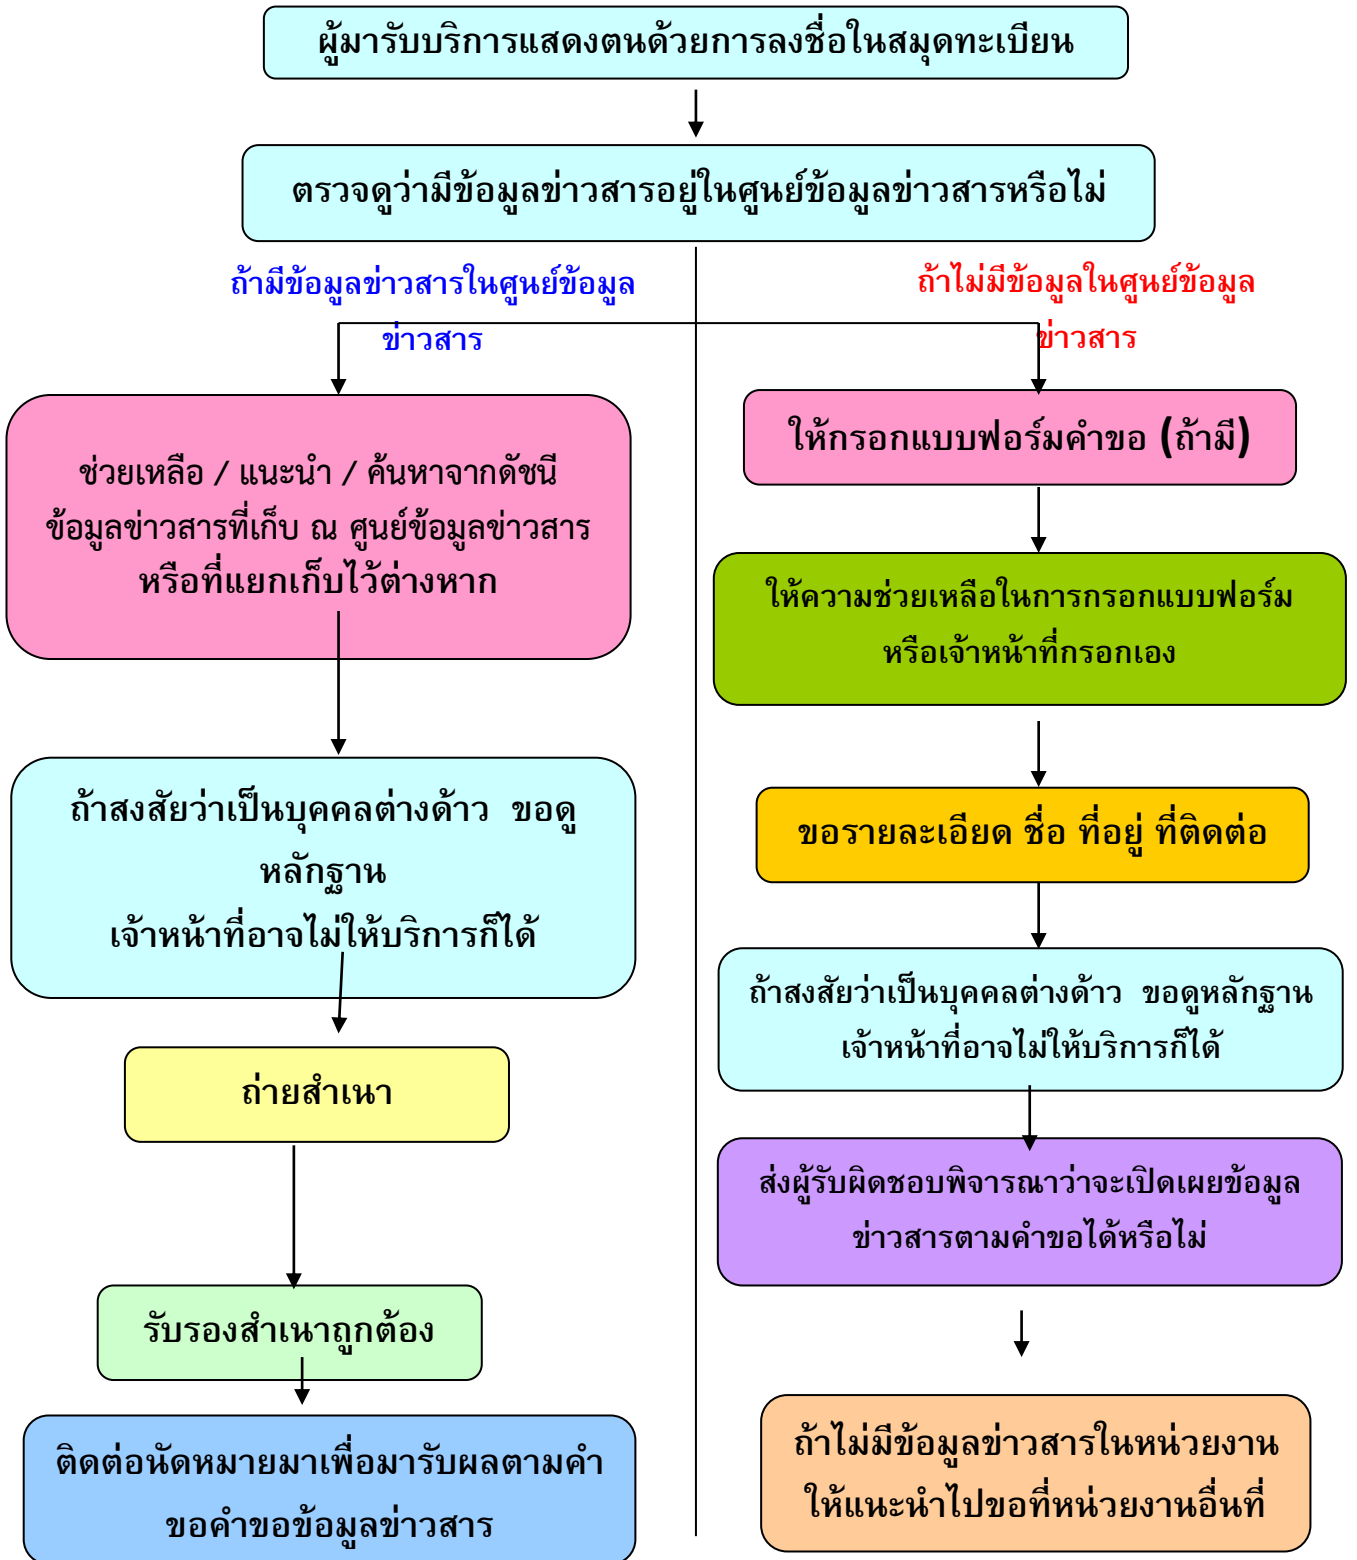 ผู้มารับบริการแสดงตนด้วยการลงชื่อในสมุดทะเบียน
ตรวจดูว่ามีข้อมูลข่าวสารอยู่ในศูนย์ข้อมูลข่าวสารหรือไม่
ถ้ามีข้อมูลข่าวสารในศูนย์ข้อมูล
ข่าวสาร
ช่วยเหลือ / แนะนำ / ค้นหาจากดัชนี
ข้อมูลข่าวสารที่เก็บ ณ ศูนย์ข้อมูลข่าวสาร
หรือที่แยกเก็บไว้ต่างหาก
ถ้าสงสัยว่าเป็นบุคคลต่างด้าว ขอดู
หลักฐาน
เจ้าหน้าที่อาจไม่ให้บริการก็ได้
ถ่ายสำเนา
รับรองสำเนาถูกต้อง
ติดต่อนัดหมายมาเพื่อมารับผลตามคำ
ขอคำขอข้อมูลข่าวสาร
ถ้าไม่มีข้อมูลในศูนย์ข้อมูล
ข่าวสาร
ให้กรอกแบบฟอร์มคำขอ (ถ้ามี)
ให้ความช่วยเหลือในการกรอกแบบฟอร์ม
หรือเจ้าหน้าที่กรอกเอง
ขอรายละเอียด ชื่อ ที่อยู่ ที่ติดต่อ
ถ้าสงสัยว่าเป็นบุคคลต่างด้าว ขอดูหลักฐาน
เจ้าหน้าที่อาจไม่ให้บริการก็ได้
ส่งผู้รับผิดชอบพิจารณาว่าจะเปิดเผยข้อมูล
ข่าวสารตามคำขอได้หรือไม่
ถ้าไม่มีข้อมูลข่าวสารในหน่วยงาน
ให้แนะนำไปขอที่หน่วยงานอื่นที่